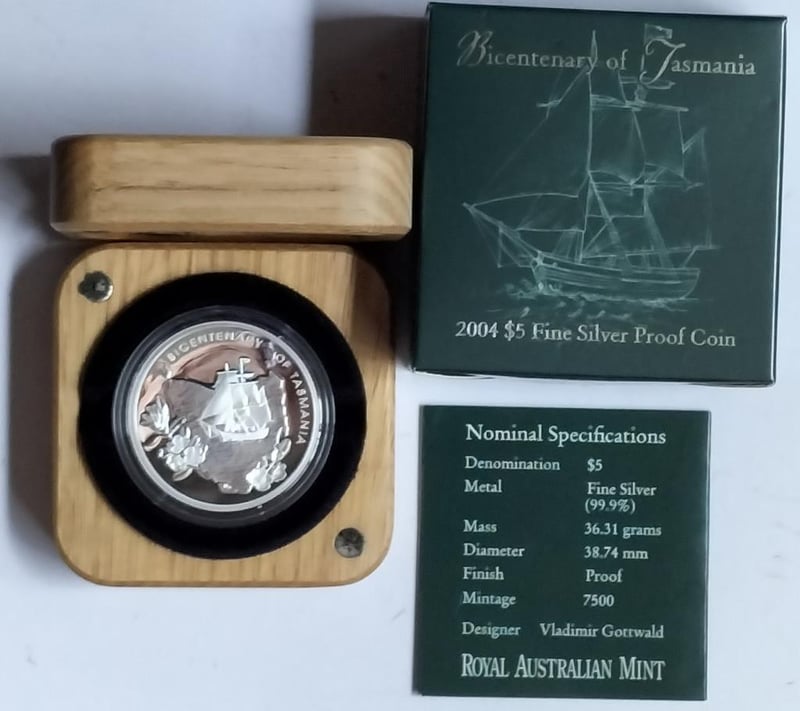 BICENTENARY OF TASMANIA
Bicentenary of Tasmania
2004 $5 Fine Silver Proof Coin
Nominal Specifications
Denomination $5
Metal Fine Silver
(99.9%)
Mass 36.31 grams
Diameter 38.74 mm
Finish Proof
Mintage 7500
Designer Vladimir Gottwald
ROYAL AUSTRALIAN MINT